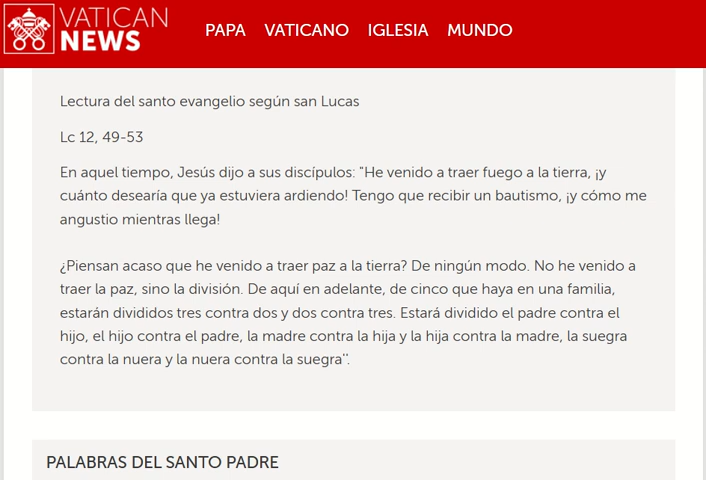 VATICAN
NEWS
PAPA VATICANO IGLESIA MUNDO
Lectura del santo evangelio según san Lucas
Lc 12, 49-53
En aquel tiempo, Jesús dijo a sus discípulos: "He venido a traer fuego a la tierra, ¡y
cuánto desearía que ya estuviera ardiendo! Tengo que recibir un bautismo, ¡y cómo me
angustio mientras llega!
¿Piensan acaso que he venido a traer paz a la tierra? De ningún modo. No he venido a
traer la paz, sino la división. De aquí en adelante, de cinco que haya en una familia,
estarán divididos tres contra dos y dos contra tres. Estará dividido el padre contra el
hijo, el hijo contra el padre, la madre contra la hija y la hija contra la madre, la suegra
contra la nuera y la nuera contra la suegra''.
PALABRAS DEL SANTO PADRE